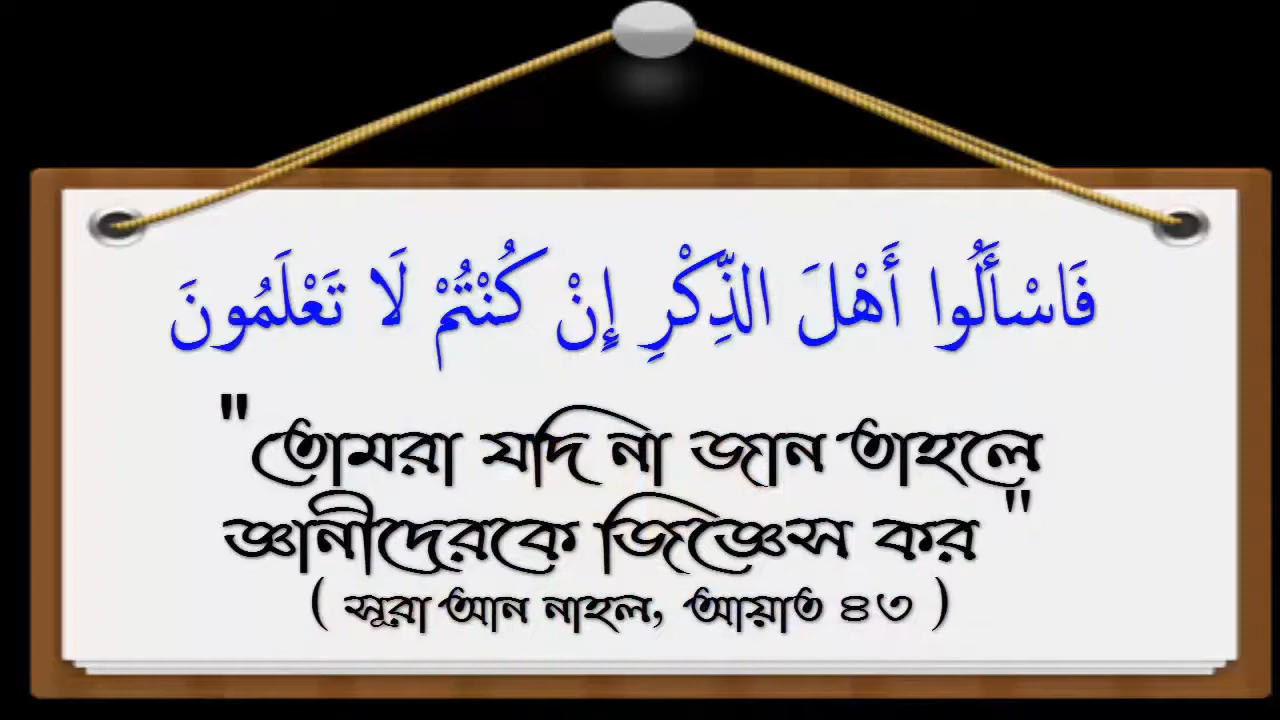 فَاسْأَلُوا أَهْلَ الذِّكْرِ إِنْ كُنْتُمْ لَا تَعْلَمُونَ
"তোমরা যদি না জান তাহলে
জ্ঞানীদেরকে জিজ্ঞেস কর"
( সূরা আন নাহল, আয়াত ৪৩ )